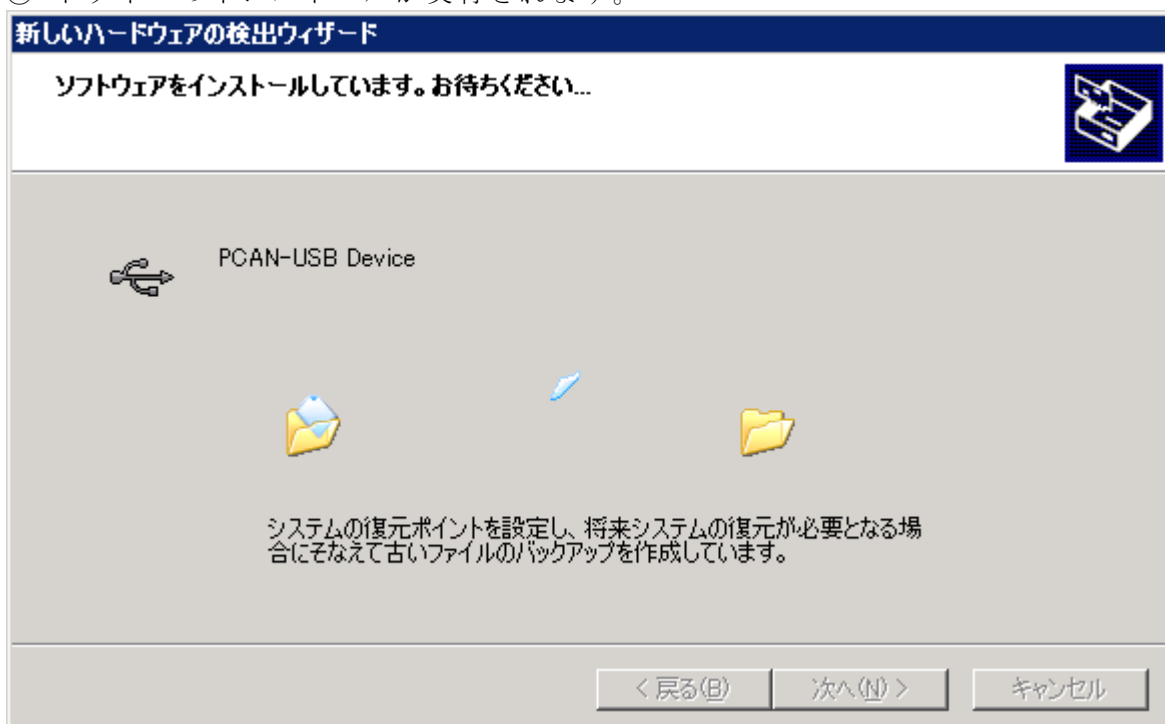 新しいハードウェアの検出ウィザード
ソフトウェアをインストールしています。お待ちください...
PCAN-USB Device
システムの復元ポイントを設定し、将来システムの復元が必要となる場
合にそなえて古いファイルのバックアップを作成しています。
< 戻る(B)
次へ(N) >
キャンセル